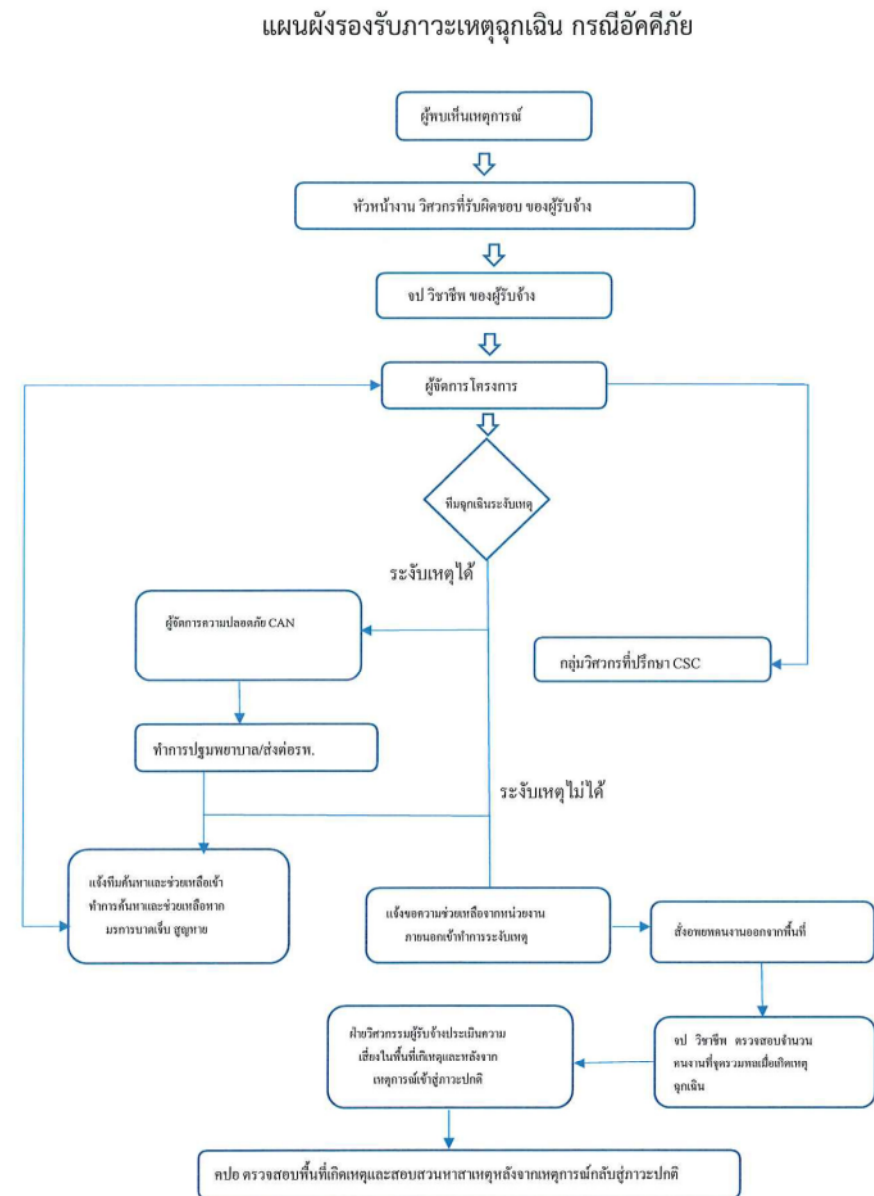 แผนผังรองรับภาวะเหตุฉุกเฉิน กรณีอัคคีภัย
ผู้พบเห็นเหตุการณ์
หัวหน้างาน วิศวกรที่รับผิดชอบ ของผู้รับจ้าง
จป วิชาชีพ ของผู้รับจ้าง
ผู้จัดการโครงการ
ทีมฉุกเฉินระงับเหตุ
ระงับเหตุได้
ผู้จัดการความปลอดภัย CAN
กลุ่มวิศวกรที่ปรึกษา CSC
ทำการปฐมพยาบาล/ส่งต่อรพ.
ระงับเหตุไม่ได้
แจ้งทีมค้นหาและช่วยเหลือเข้า
ทำการค้นหาและช่วยเหลือหาก
มรการบาดเจ็บ สูญหาย
แจ้งขอความช่วยเหลือจากหน่วยงาน
ภายนอกเข้าทำการระงับเหตุ
สั่งอพยพคนงานออกจากพื้นที่
ฝ่ายวิศวกรรมผู้รับจ้างประเมินความ
เสี่ยงในพื้นที่เกิเหตุและหลังจาก
เหตุการณ์เข้าสู่ภาวะปกติ
จป วิชาชีพ ตรวจสอบจำนวน
คนงานที่จุดรวมพลเมื่อเกิดเหตุ
ฉุกเฉิน
คปอ ตรวจสอบพื้นที่เกิดเหตุและสอบสวนหาสาเหตุหลังจากเหตุการณ์กลับสู่ภาวะปกติ